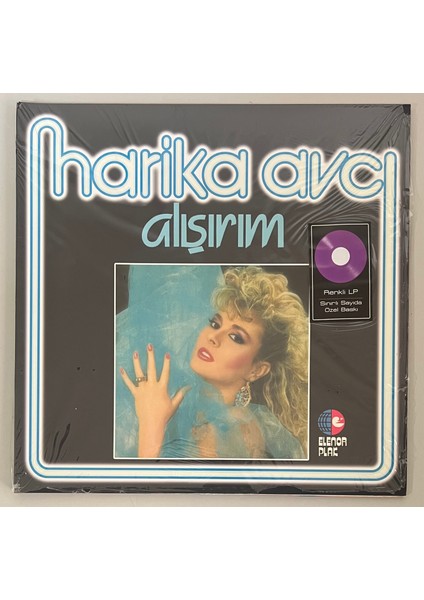 harika avcı
alışırım
Renkli LP
Sınırlı Sayıda
Özel Baskı
ELENOR
PLAK